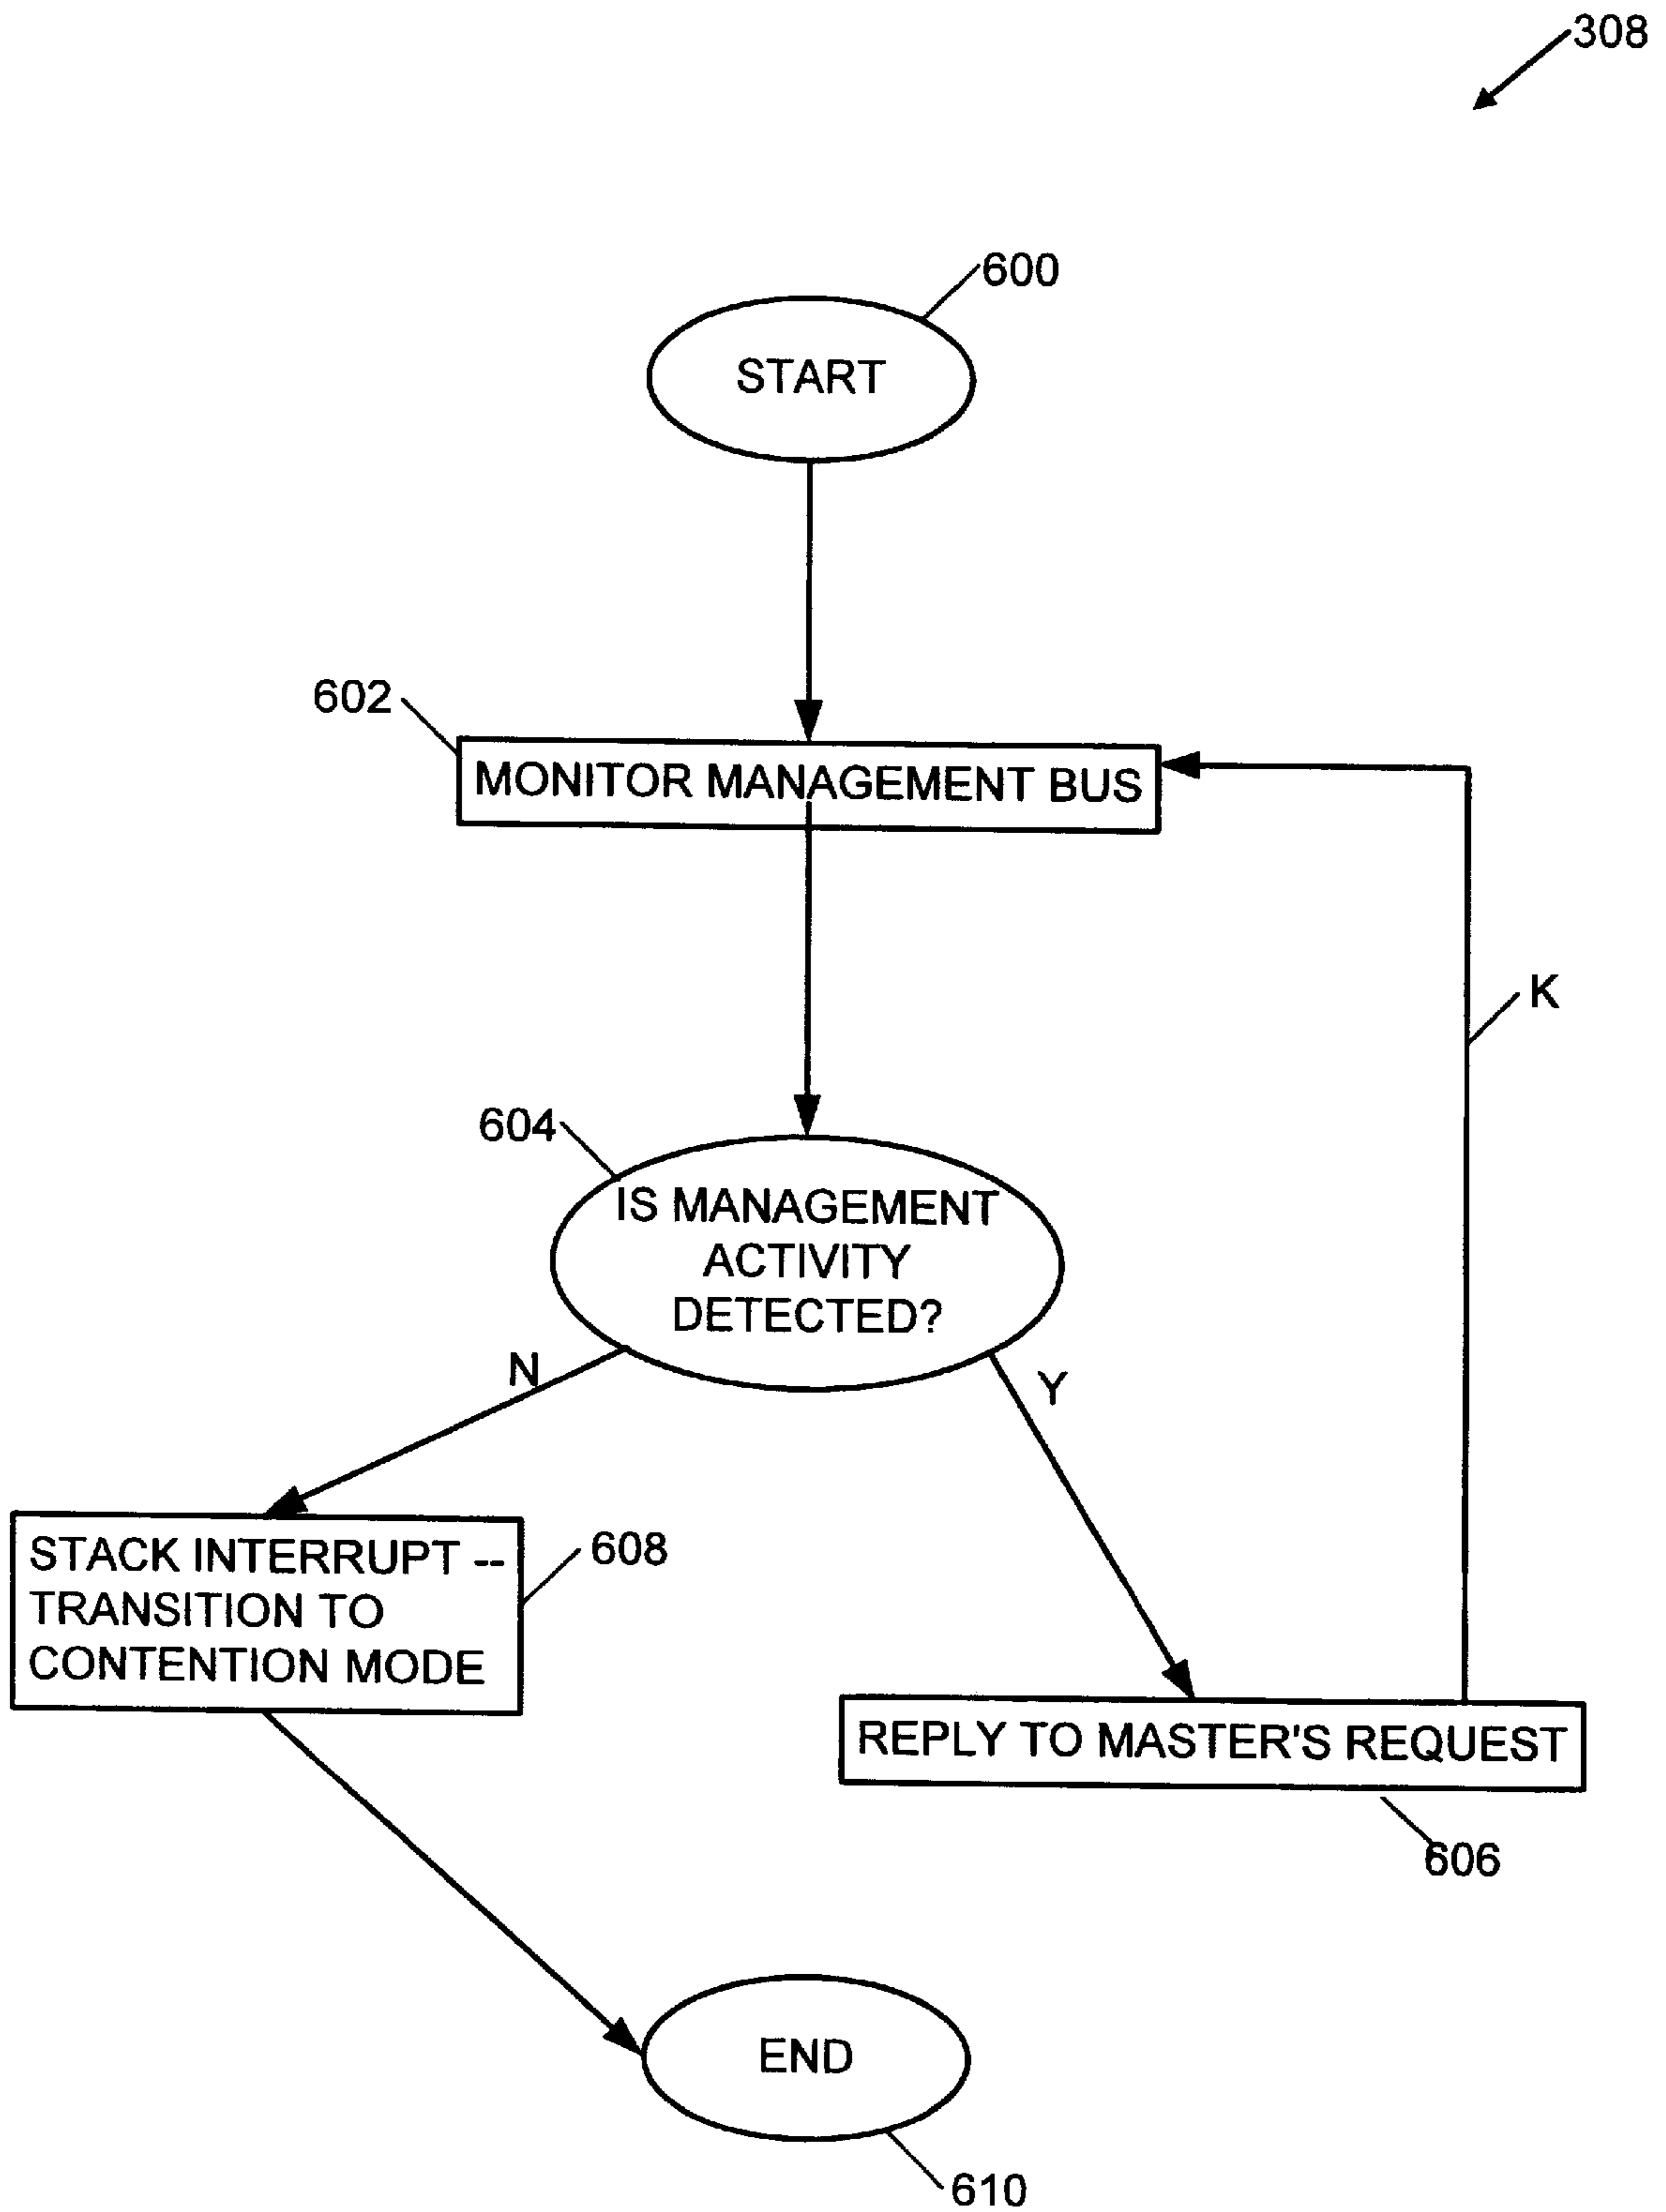 308
600
START
602
MONITOR MANAGEMENT BUS
K
604
IS MANAGEMENT
ACTIVITY
DETECTED?
N
Y
STACK INTERRUPT --
TRANSITION TO
CONTENTION MODE
608
REPLY TO MASTER'S REQUEST
606
END
610